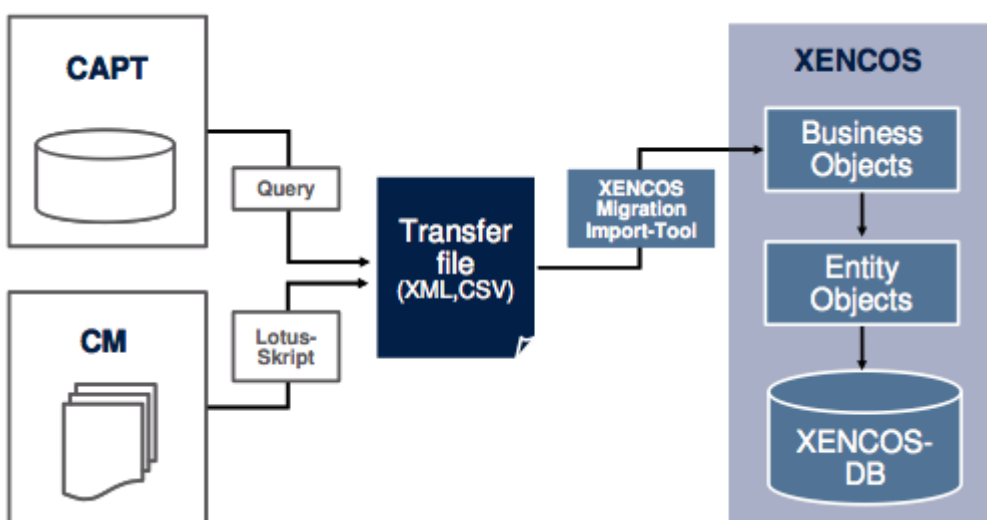 CAPT
Query
CM
Lotus-
Skript
Transfer
file
(XML,CSV)
XENCOS
Migration
Import-Tool
XENCOS
Business
Objects
Entity
Objects
XENCOS-
DB